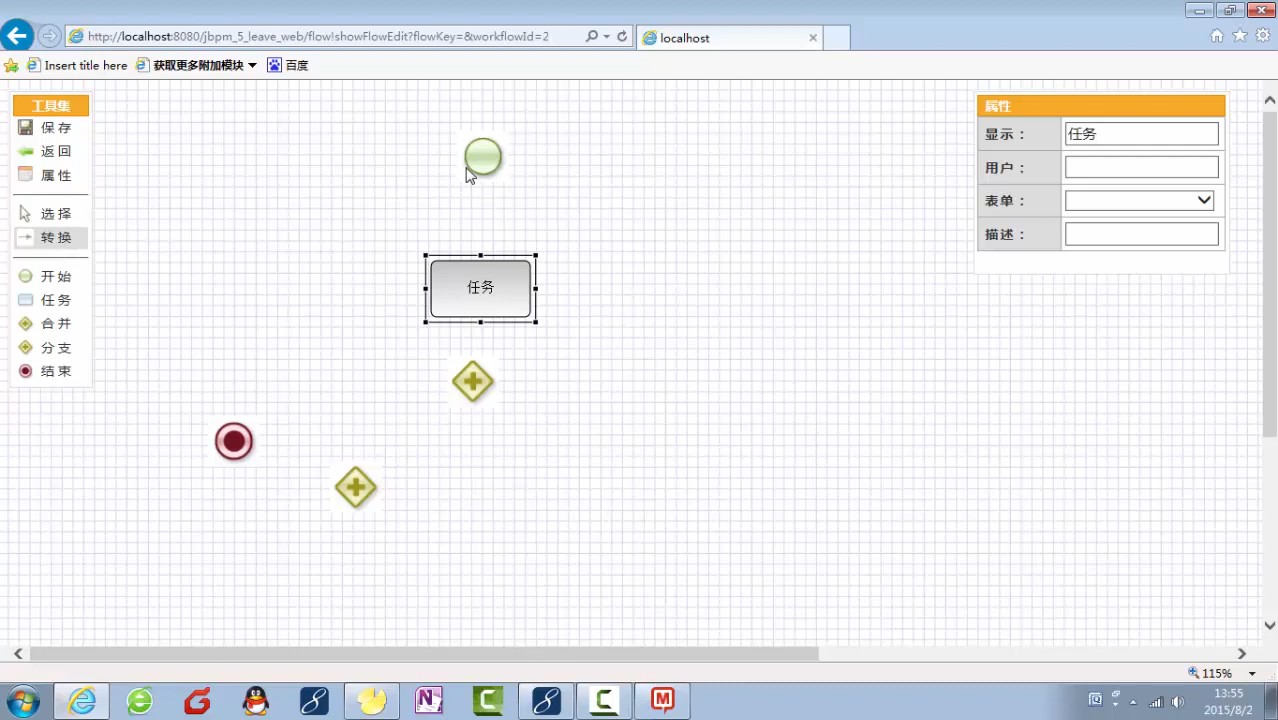 http://localhost:8080/jbpm_5_leave_web/flow!showFlowEdit?flowKey=&workflowId=2
localhost
Insert title here
获取更多附加模块
百度
工具集
保存
返回
属性
选择
转换
开始
任务
合并
分支
结束
任务
属性
显示：
任务
用户：
表单：
描述：
115%
13:55
2015/8/2